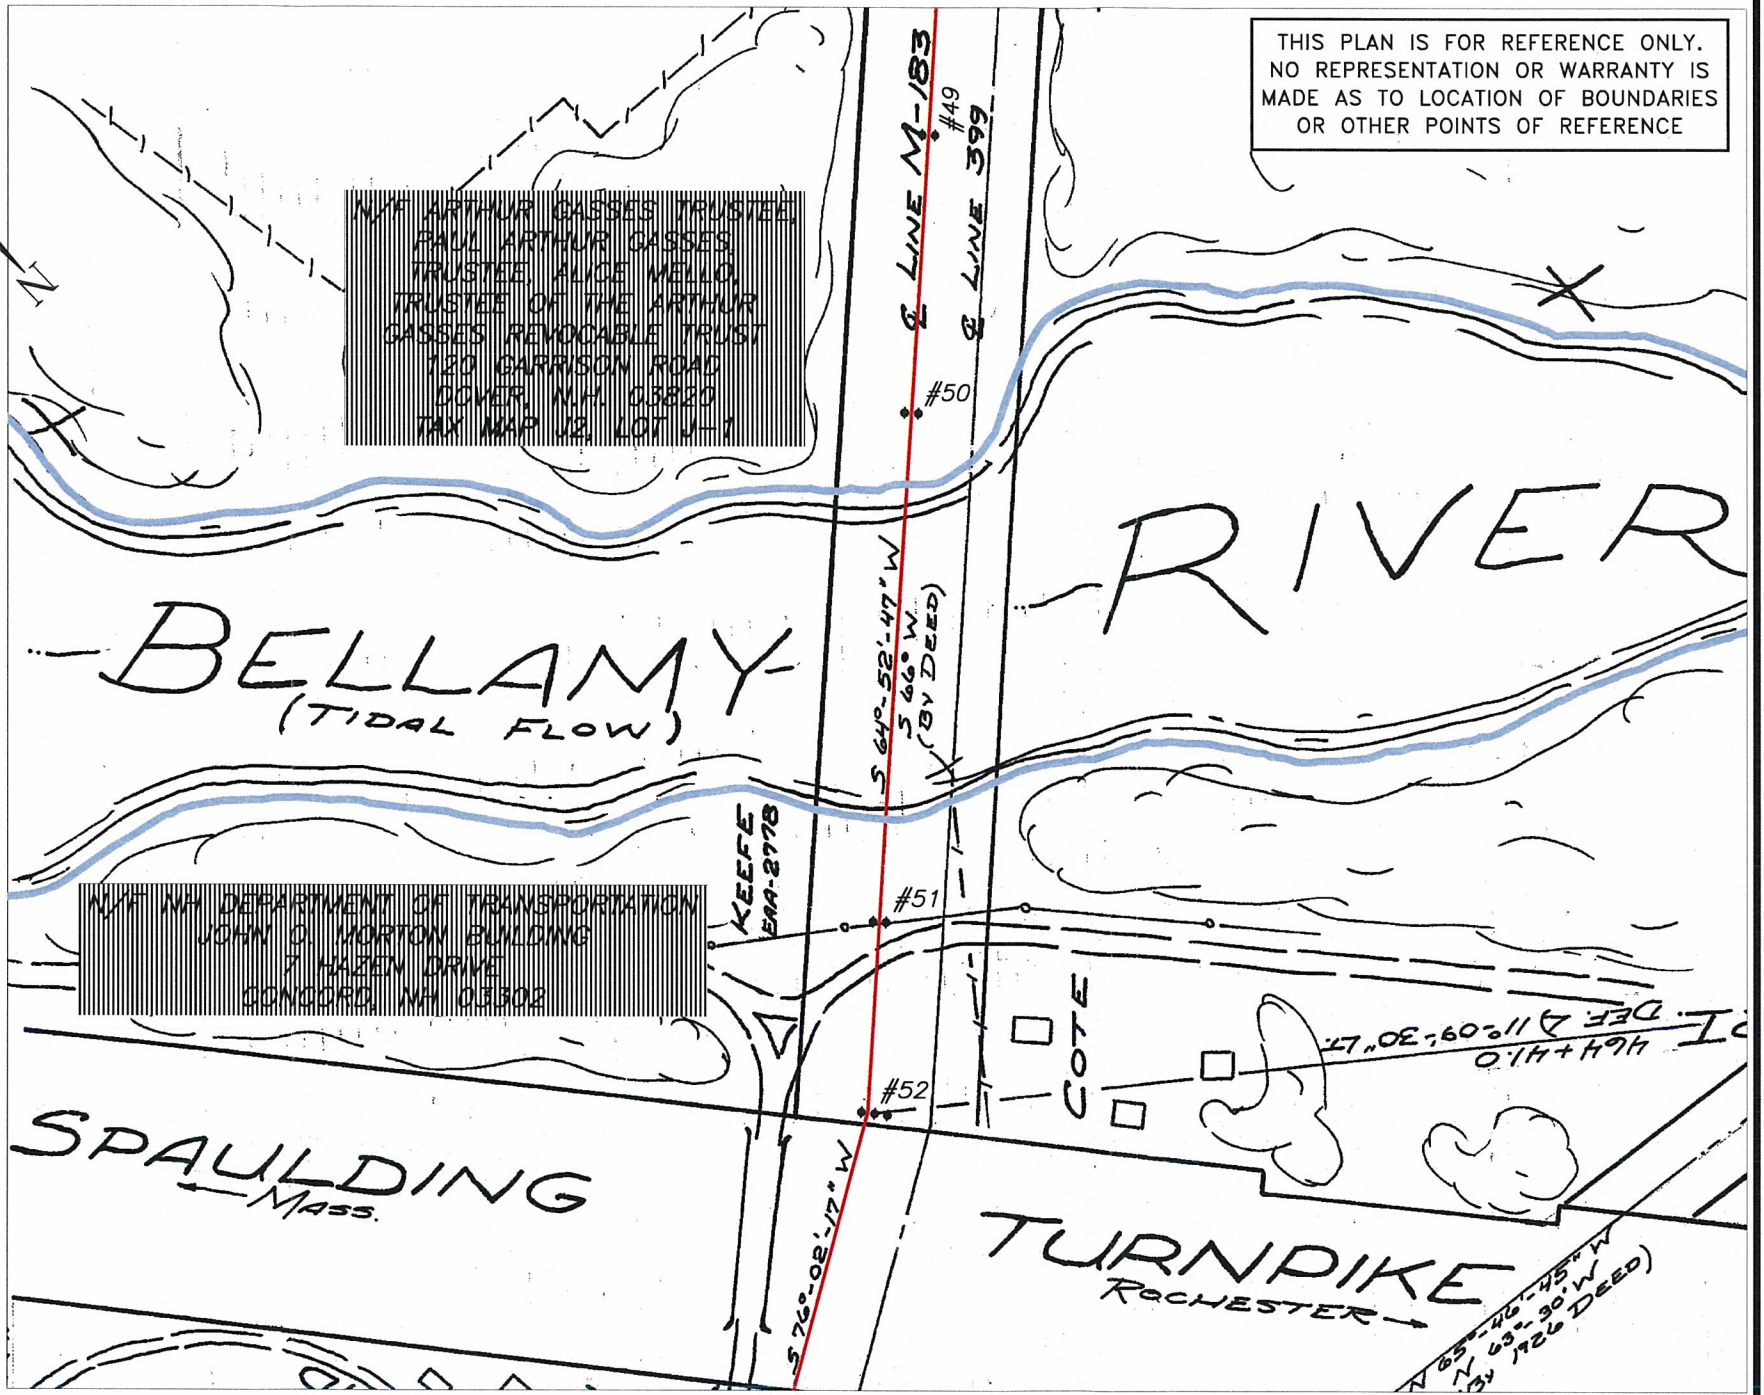 THIS PLAN IS FOR REFERENCE ONLY.
NO REPRESENTATION OR WARRANTY IS
MADE AS TO LOCATION OF BOUNDARIES
OR OTHER POINTS OF REFERENCE
℄ LINE M-183
#49
℄ LINE 399
N/F ARTHUR GASSES TRUSTEE,
PAUL ARTHUR GASSES,
TRUSTEE, ALICE MELLO,
TRUSTEE OF THE ARTHUR
GASSES REVOCABLE TRUST
120 GARRISON ROAD
DOVER, N.H. 03820
TAX MAP J2, LOT J-1
N
#50
RIVER
BELLAMY
(TIDAL FLOW)
S 64°-52'-47" W
S 66° W
(BY DEED)
KEEFE
EAA-2778
#51
N/F NH DEPARTMENT OF TRANSPORTATION
JOHN O. MORTON BUILDING
7 HAZEN DRIVE
CONCORD, NH 03302
COTE
464+41.0
DEF. Δ 11°-09'-30" LT.
#52
SPAULDING
MASS.
S 76°-02'-17" W
TURNPIKE
ROCHESTER
N 65°-46'-45" W
N 63°-30' W
(BY 1926 DEED)